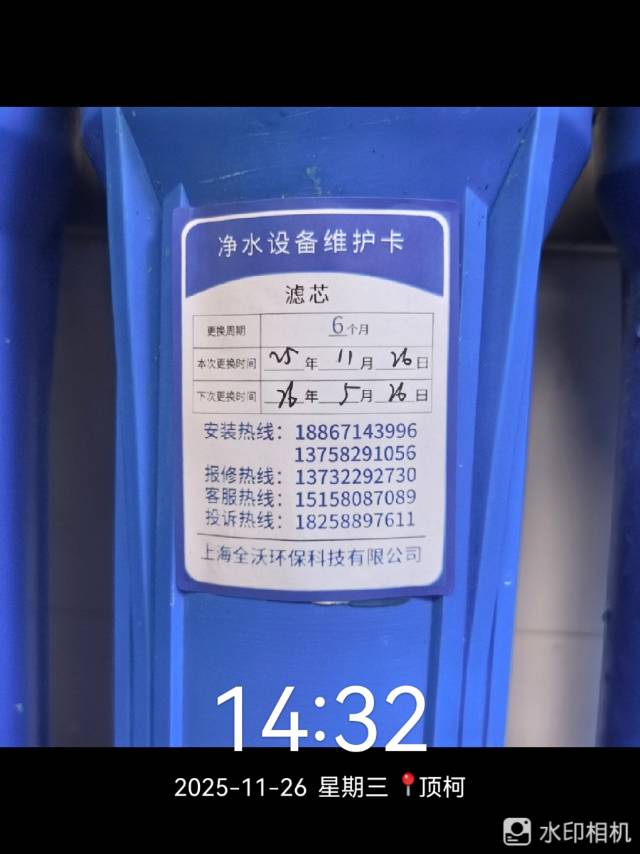 净水设备维护卡
滤芯
更换周期 6个月
本次更换时间 25年11月26日
下次更换时间 26年5月26日
安装热线：18867143996
13758291056
报修热线：13732292730
客服热线：15158087089
投诉热线：18258897611
上海全沃环保科技有限公司
14:32
2025-11-26 星期三 顶柯
水印相机